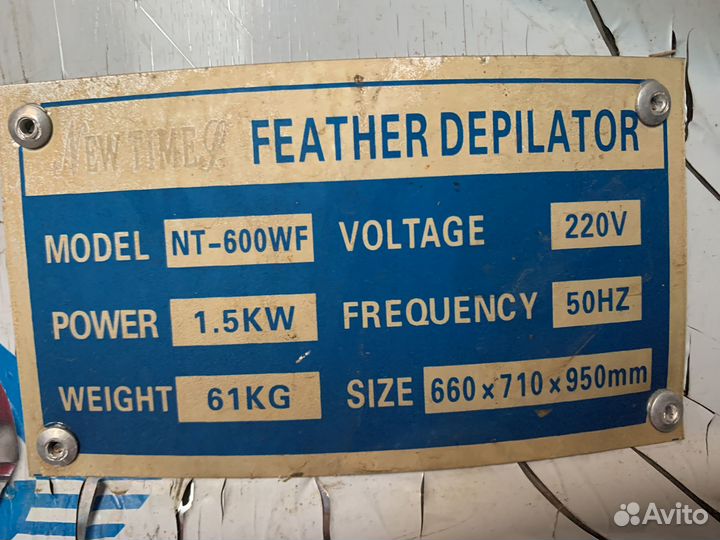 NEW TIMES FEATHER DEPILATOR
MODEL NT-600WF VOLTAGE 220V
POWER 1.5KW FREQUENCY 50HZ
WEIGHT 61KG SIZE 660×710×950mm
Avito